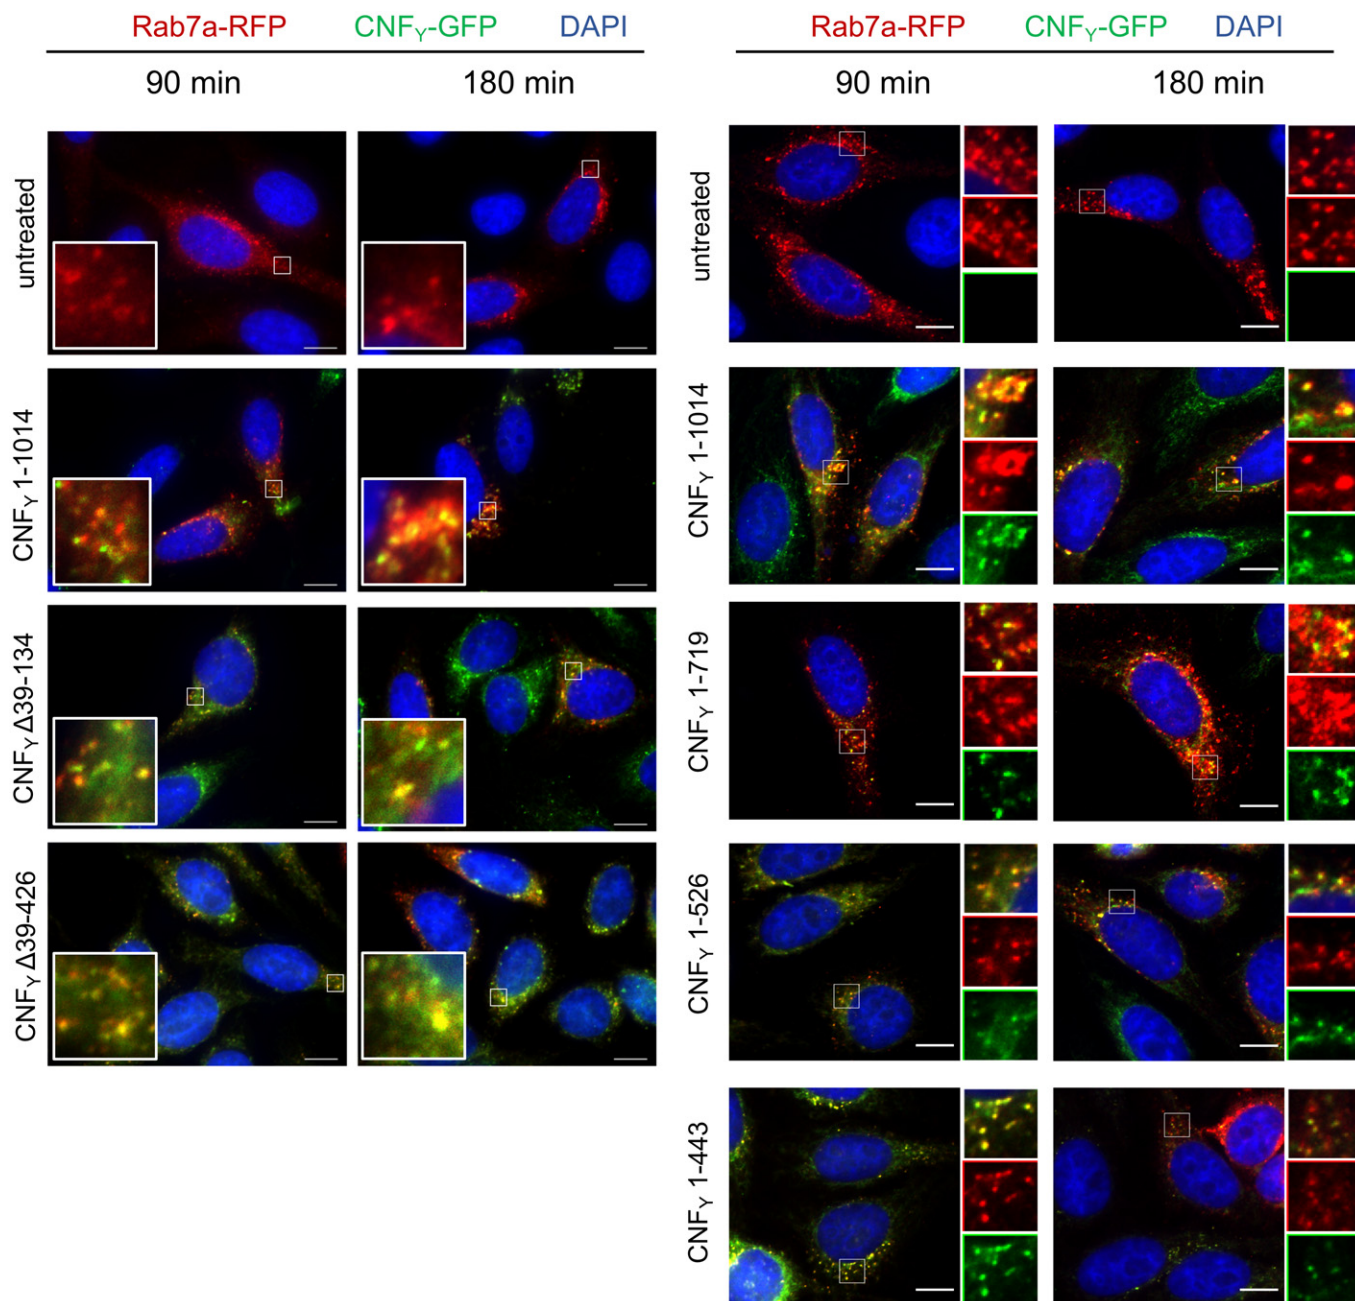 Rab7a-RFP CNFY-GFP DAPI
90 min 180 min
untreated
CNFY 1-1014
CNFY Δ39-134
CNFY Δ39-426
Rab7a-RFP CNFY-GFP DAPI
90 min 180 min
untreated
CNFY 1-1014
CNFY 1-719
CNFY 1-526
CNFY 1-443